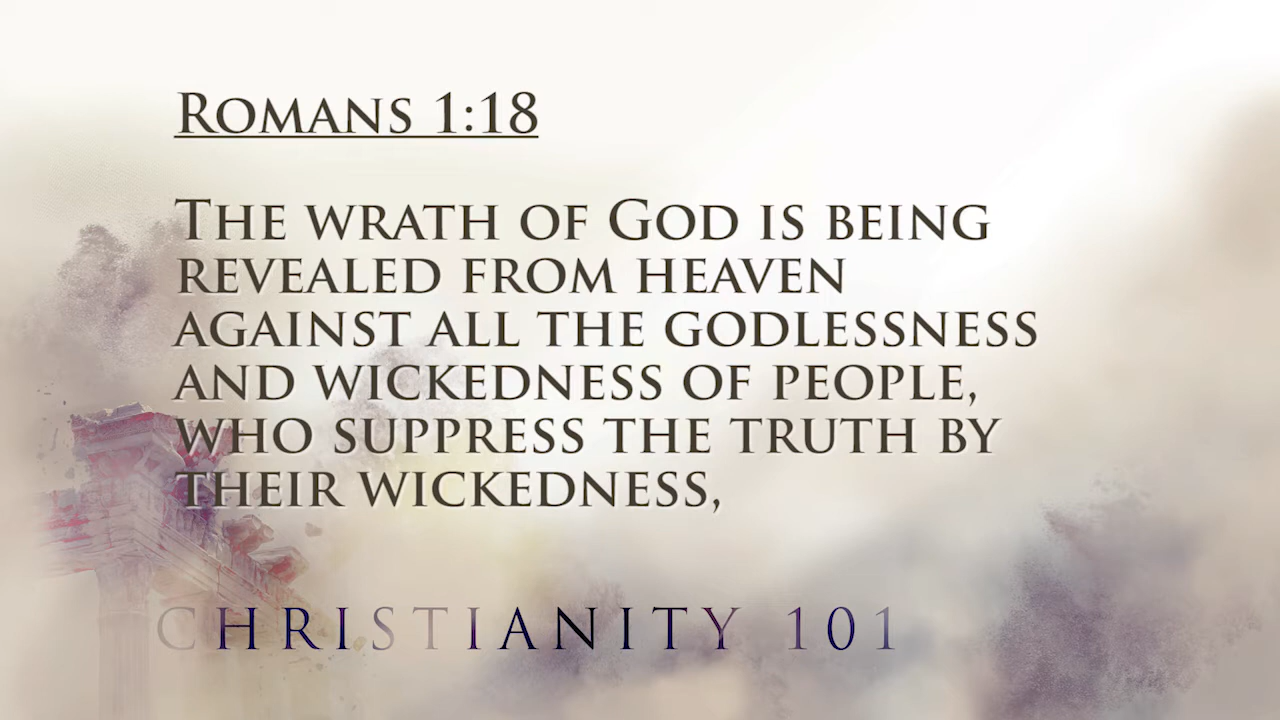 Romans 1:18
The wrath of God is being
revealed from heaven
against all the godlessness
and wickedness of people,
who suppress the truth by
their wickedness,
CHRISTIANITY 101